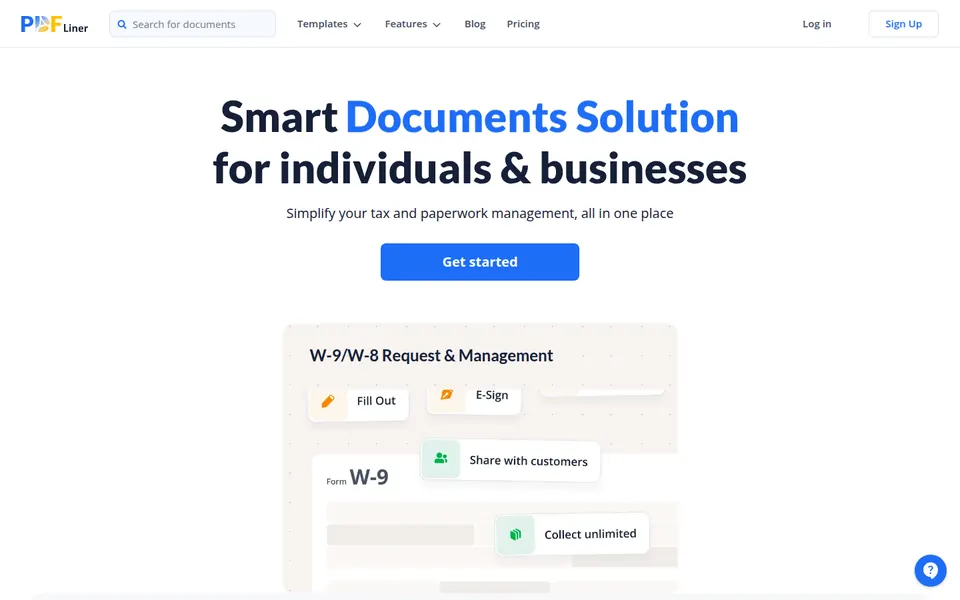 PDFLiner
Search for documents
Templates
Features
Blog
Pricing
Log in
Sign Up
Smart Documents Solution
for individuals & businesses
Simplify your tax and paperwork management, all in one place
Get started
W-9/W-8 Request & Management
Fill Out
E-Sign
Share with customers
Form W-9
Collect unlimited
?